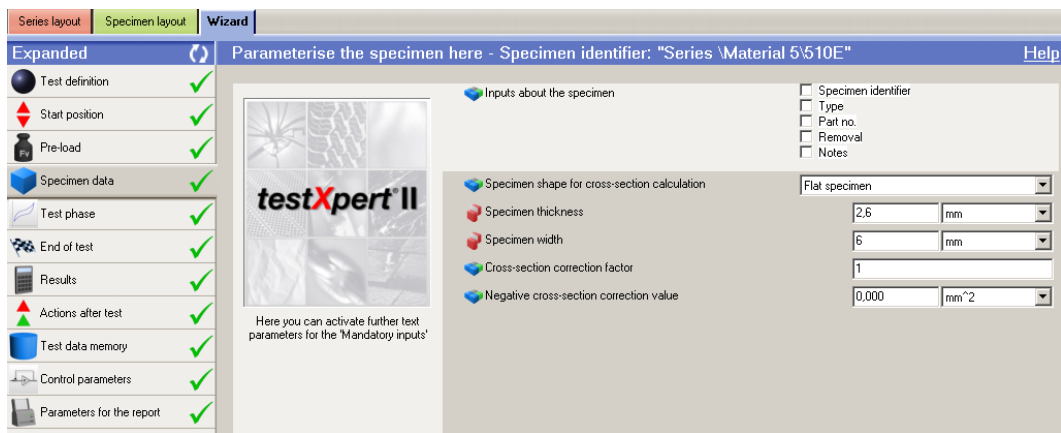 Series layout
Specimen layout
Wizard
Expanded
Parameterise the specimen here - Specimen identifier: "Series \Material 5\510E"
Help
Test definition
Start position
Fv
Pre-load
Specimen data
Test phase
End of test
Results
Actions after test
Test data memory
Control parameters
Parameters for the report
testXpert® II
Here you can activate further text
parameters for the 'Mandatory inputs'
Inputs about the specimen
Specimen identifier
Type
Part no.
Removal
Notes
Specimen shape for cross-section calculation
Flat specimen
Specimen thickness
2,6 mm
Specimen width
6 mm
Cross-section correction factor
1
Negative cross-section correction value
0,000 mm^2